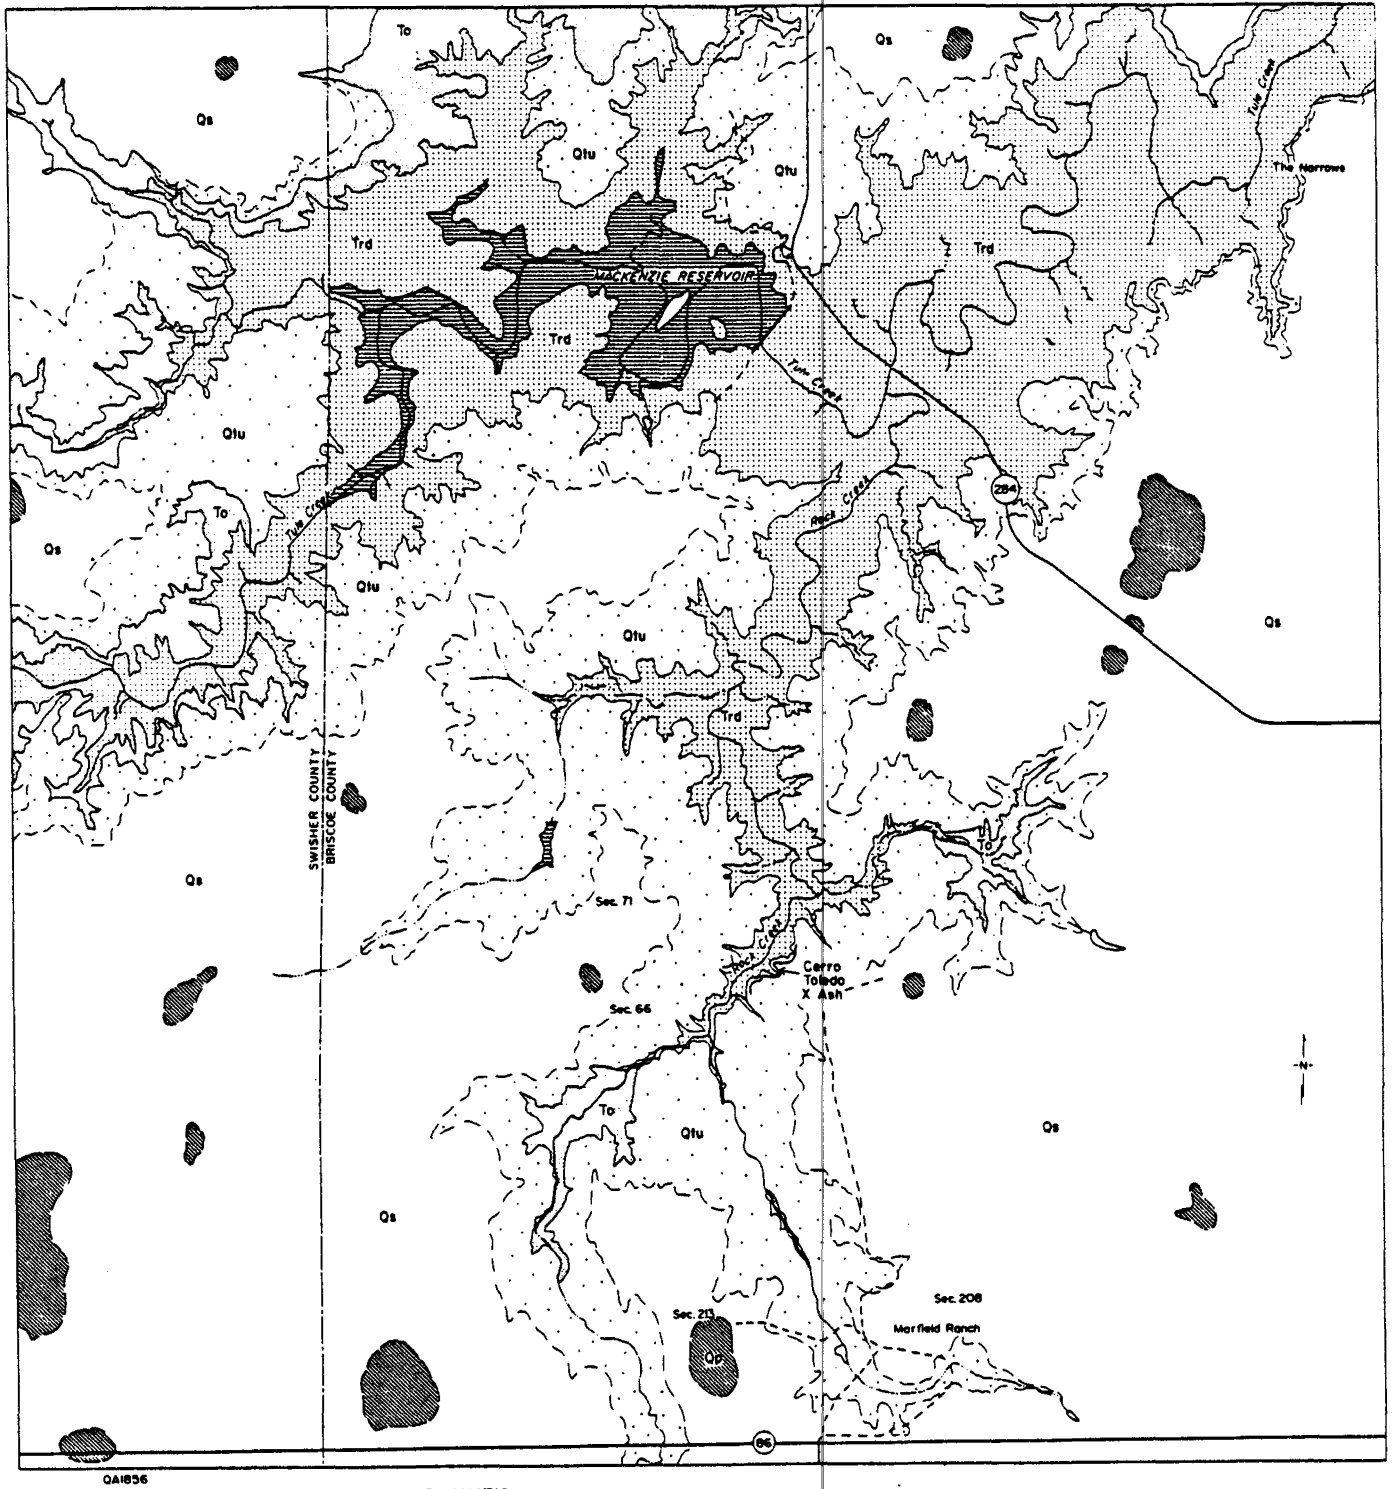 To
Qs
Qs
Qtu
Qtu
Tule Creek
The Narrows
Trd
Trd
MACKENZIE RESERVOIR
Trd
Tule Creek
Qtu
284
Rock Creek
To
Tule Creek
Qs
Qtu
Qs
Qtu
Trd
SWISHER COUNTY
BRISCOE COUNTY
To
Qs
Sec. 71
Rock Creek
Cerro
Toledo
X Ash
Sec. 66
-N-
To
Qtu
Qs
Qs
Sec. 208
Sec. 213
Marfield Ranch
Qp
86
QA1856